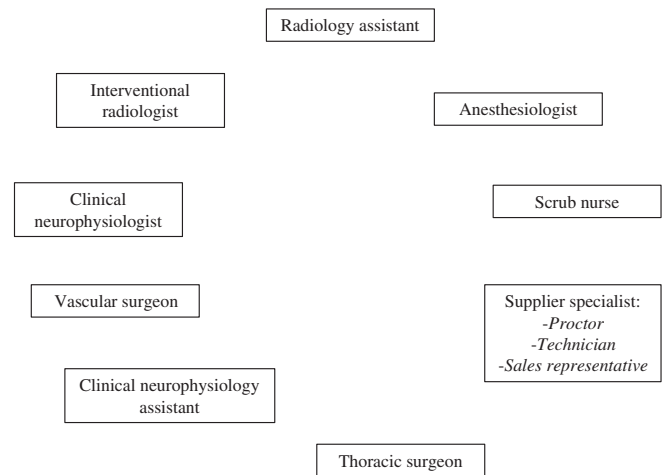 Radiology assistant
Interventional
radiologist
Anesthesiologist
Clinical
neurophysiologist
Scrub nurse
Vascular surgeon
Supplier specialist:
-Proctor
-Technician
-Sales representative
Clinical neurophysiology
assistant
Thoracic surgeon